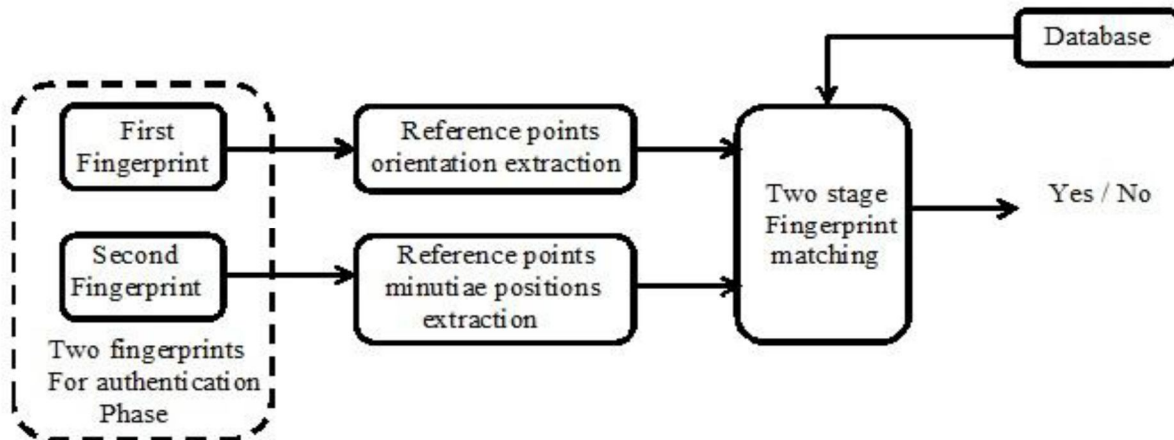 Database
First
Fingerprint
Reference points
orientation extraction
Two stage
Fingerprint
matching
Yes / No
Second
Fingerprint
Reference points
minutiae positions
extraction
Two fingerprints
For authentication
Phase